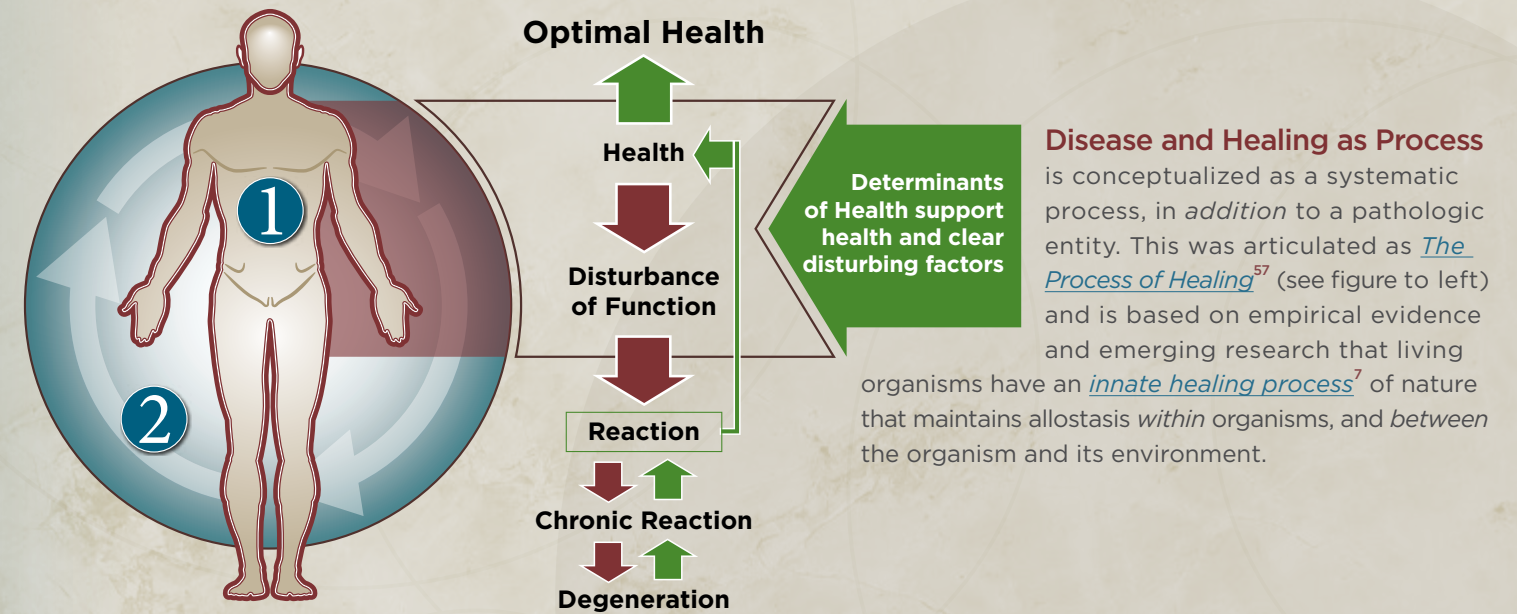 Optimal Health
Health
Disturbance
of Function
Reaction
Chronic Reaction
Degeneration
1
2
Determinants
of Health support
health and clear
disturbing factors
Disease and Healing as Process
is conceptualized as a systematic
process, in addition to a pathologic
entity. This was articulated as The
Process of Healing57 (see figure to left)
and is based on empirical evidence
and emerging research that living
organisms have an innate healing process7 of nature
that maintains allostasis within organisms, and between
the organism and its environment.